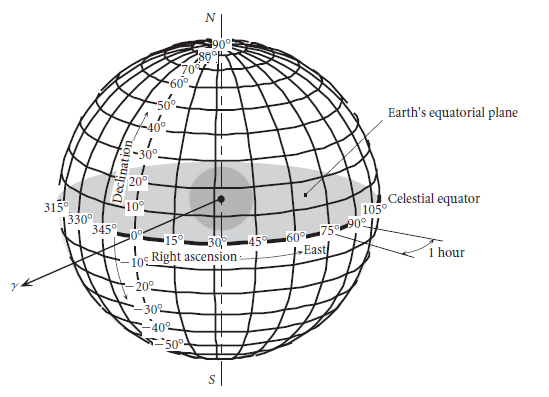 N
90°
80°
70°
60°
50°
Earth's equatorial plane
40°
30°
Declination
20°
10°
Celestial equator
315°
330°
345°
0°
15°
30°
45°
60°
75°
90°
105°
1 hour
Right ascension
East
−10°
−20°
−30°
−40°
−50°
γ
S